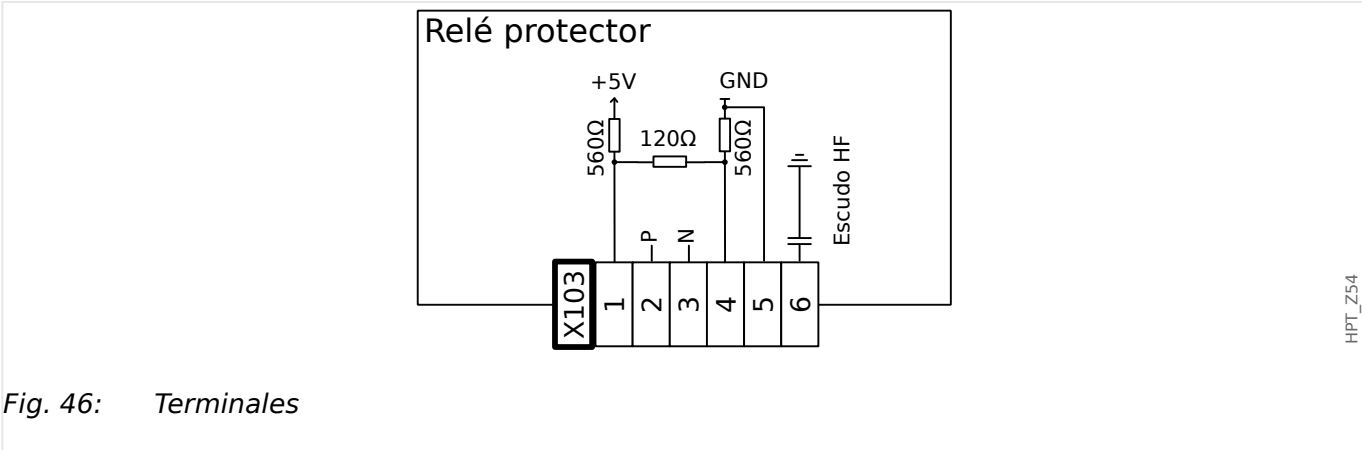 Relé protector
+5V
GND
560Ω
120Ω
560Ω
Escudo HF
P
N
X103
1
2
3
4
5
6
HPT_Z54
Fig. 46: Terminales